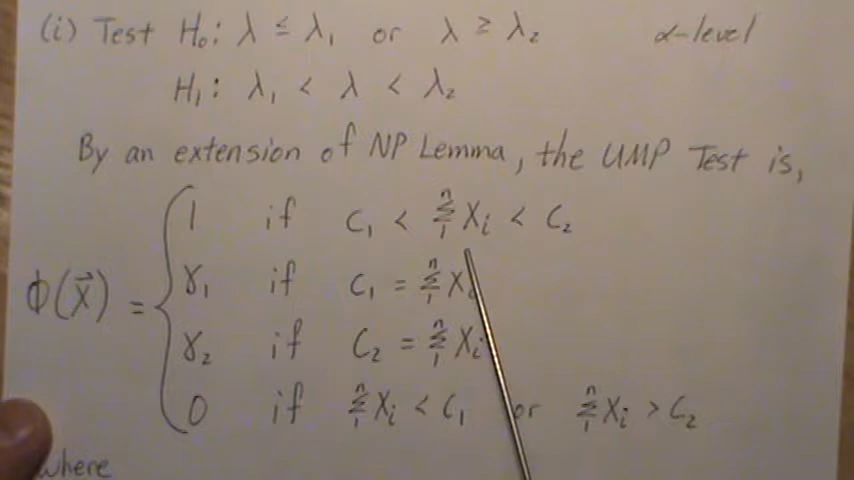 (i) Test H₀: λ ≤ λ₁ or λ ≥ λ₂ α-level
H₁: λ₁ < λ < λ₂
By an extension of NP Lemma, the UMP Test is,
1 if C₁ < Σ₁ⁿ Xᵢ < C₂
ϕ(X⃗) = { γ₁ if C₁ = Σ₁ⁿ Xᵢ
γ₂ if C₂ = Σ₁ⁿ Xᵢ
0 if Σ₁ⁿ Xᵢ < C₁ or Σ₁ⁿ Xᵢ > C₂
where